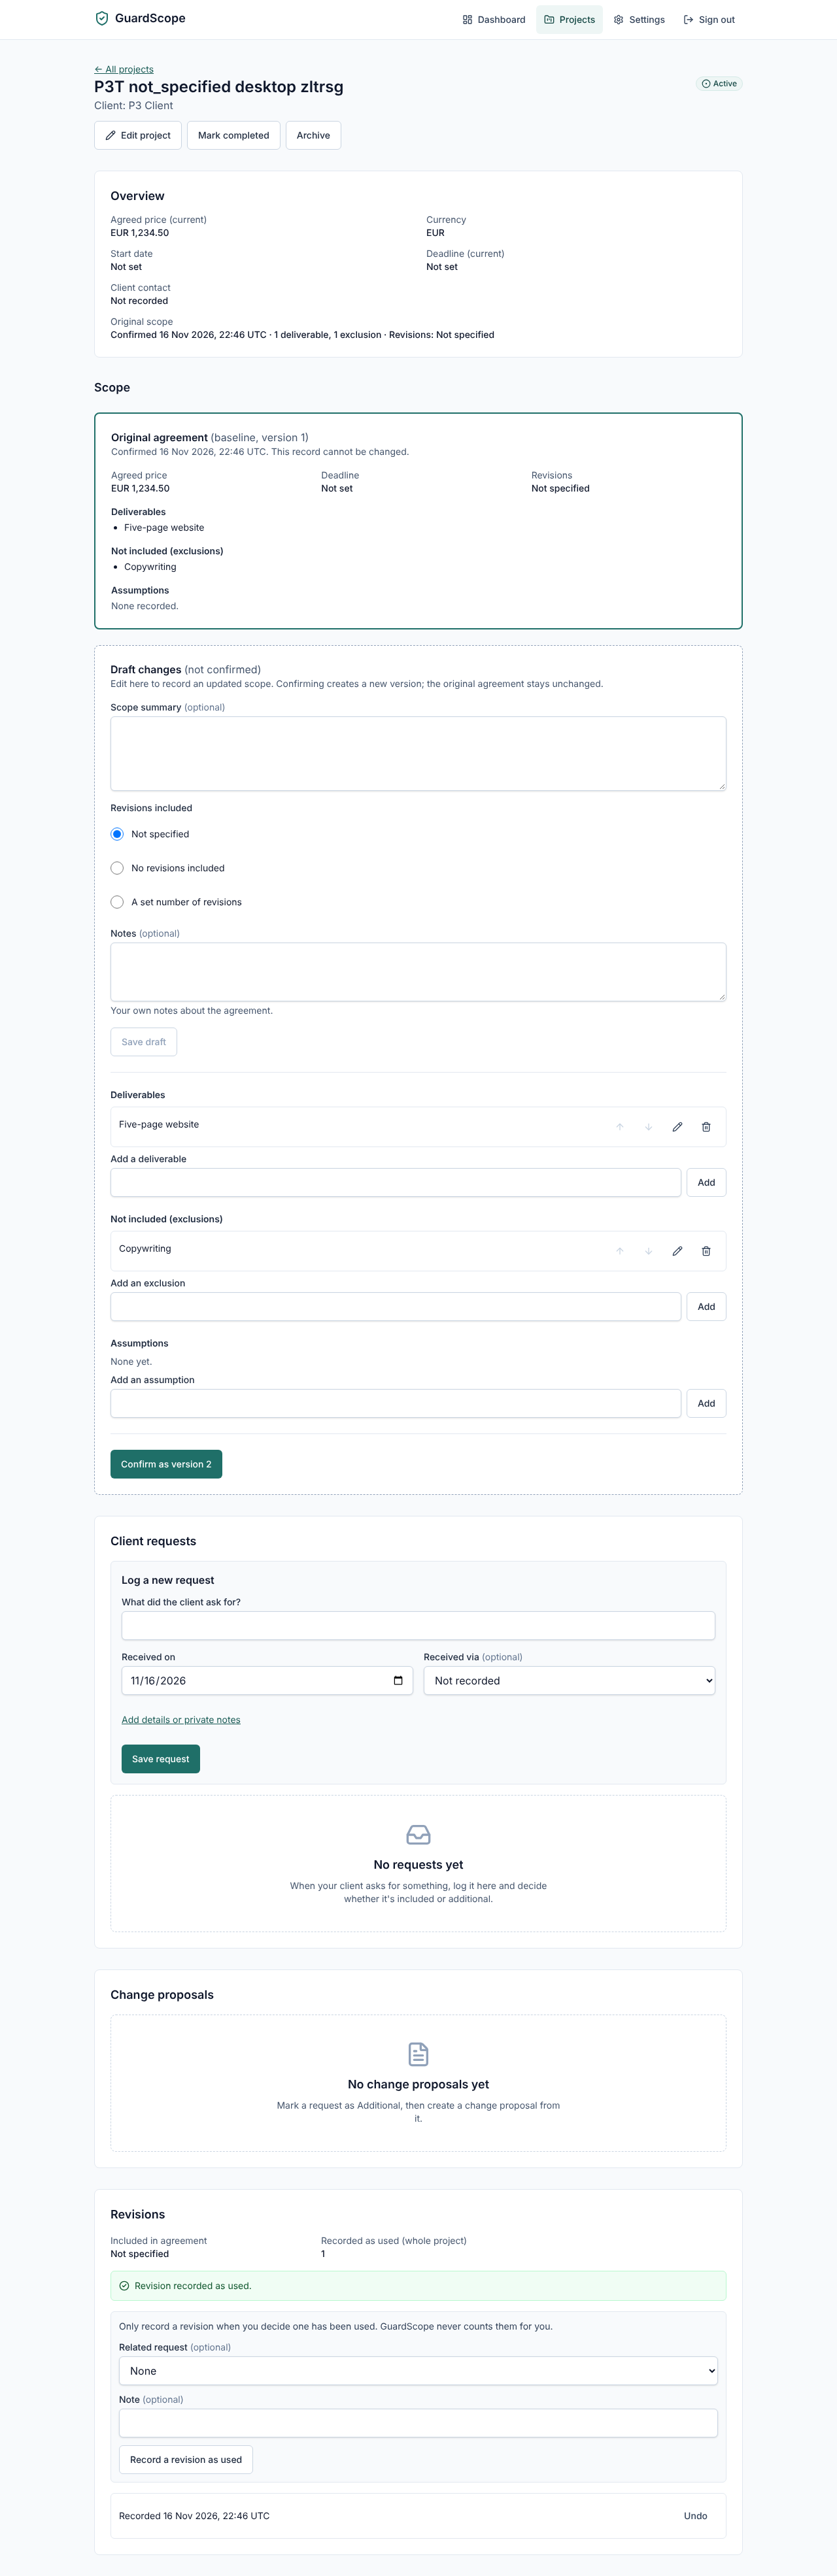 GuardScope
Dashboard
Projects
Settings
Sign out
← All projects
P3T not_specified desktop zltrsg
Active
Client: P3 Client
Edit project
Mark completed
Archive
Overview
Agreed price (current)
Currency
EUR 1,234.50
EUR
Start date
Deadline (current)
Not set
Not set
Client contact
Not recorded
Original scope
Confirmed 16 Nov 2026, 22:46 UTC · 1 deliverable, 1 exclusion · Revisions: Not specified
Scope
Original agreement (baseline, version 1)
Confirmed 16 Nov 2026, 22:46 UTC. This record cannot be changed.
Agreed price
Deadline
Revisions
EUR 1,234.50
Not set
Not specified
Deliverables
• Five-page website
Not included (exclusions)
• Copywriting
Assumptions
None recorded.
Draft changes (not confirmed)
Edit here to record an updated scope. Confirming creates a new version; the original agreement stays unchanged.
Scope summary (optional)
Revisions included
Not specified
No revisions included
A set number of revisions
Notes (optional)
Your own notes about the agreement.
Save draft
Deliverables
Five-page website
Add a deliverable
Add
Not included (exclusions)
Copywriting
Add an exclusion
Add
Assumptions
None yet.
Add an assumption
Add
Confirm as version 2
Client requests
Log a new request
What did the client ask for?
Received on
Received via (optional)
11/16/2026
Not recorded
Add details or private notes
Save request
No requests yet
When your client asks for something, log it here and decide
whether it's included or additional.
Change proposals
No change proposals yet
Mark a request as Additional, then create a change proposal from
it.
Revisions
Included in agreement
Recorded as used (whole project)
Not specified
1
Revision recorded as used.
Only record a revision when you decide one has been used. GuardScope never counts them for you.
Related request (optional)
None
Note (optional)
Record a revision as used
Recorded 16 Nov 2026, 22:46 UTC
Undo